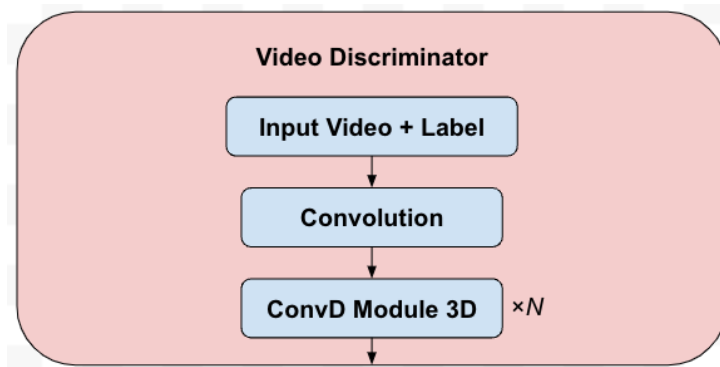 Video Discriminator
Input Video + Label
Convolution
ConvD Module 3D ×N